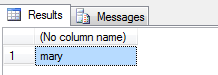 Results Messages
(No column name)
1 mary